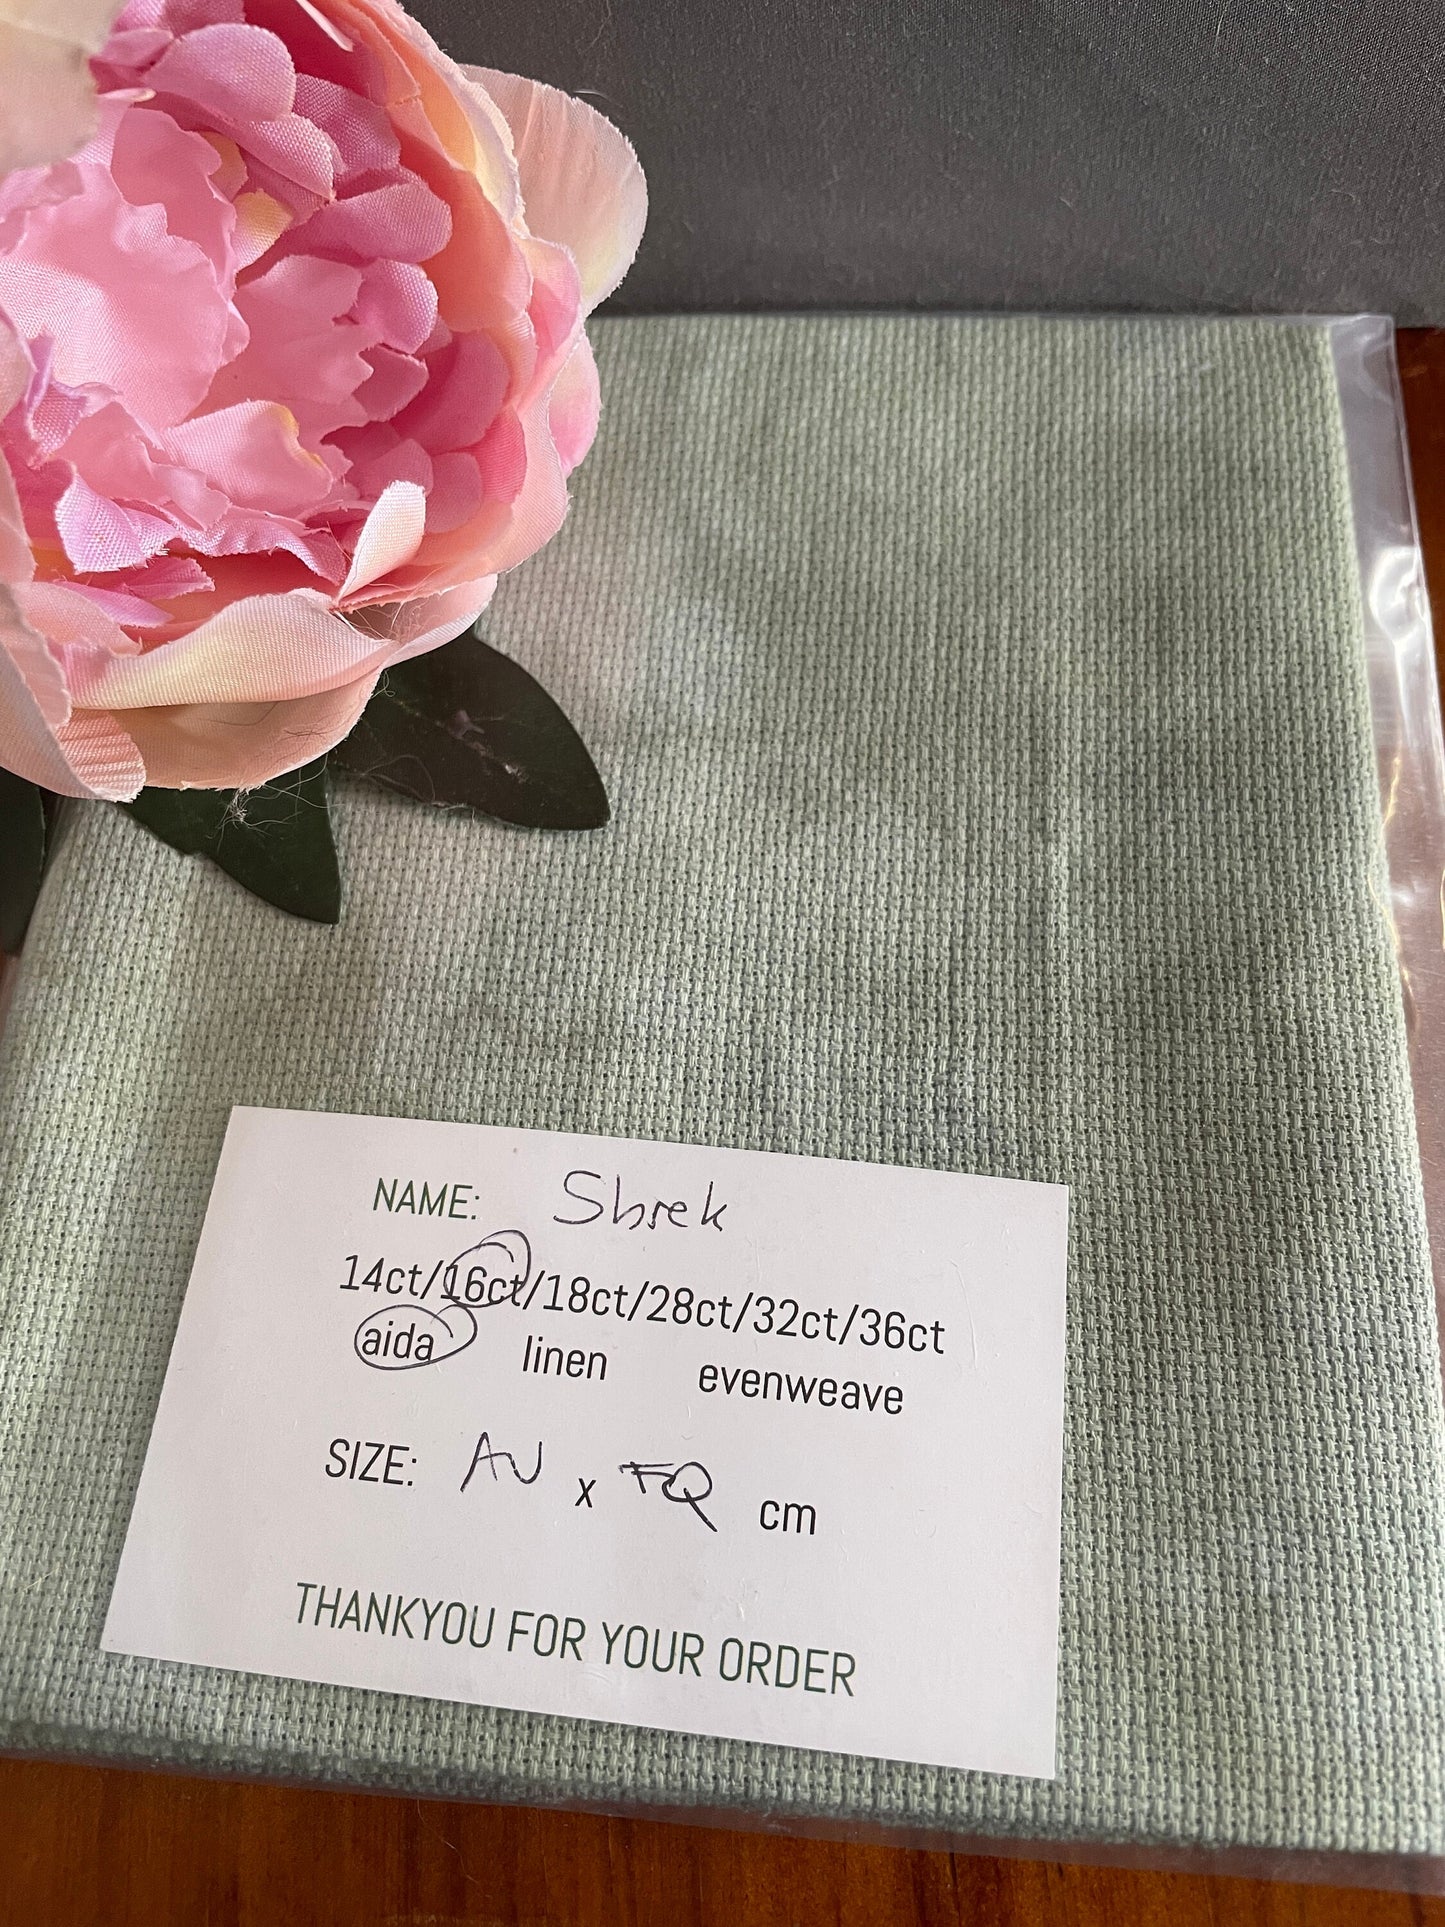 NAME: Shrek
14ct/16ct/18ct/28ct/32ct/36ct
aida linen evenweave
SIZE: AU x FQ cm
THANKYOU FOR YOUR ORDER